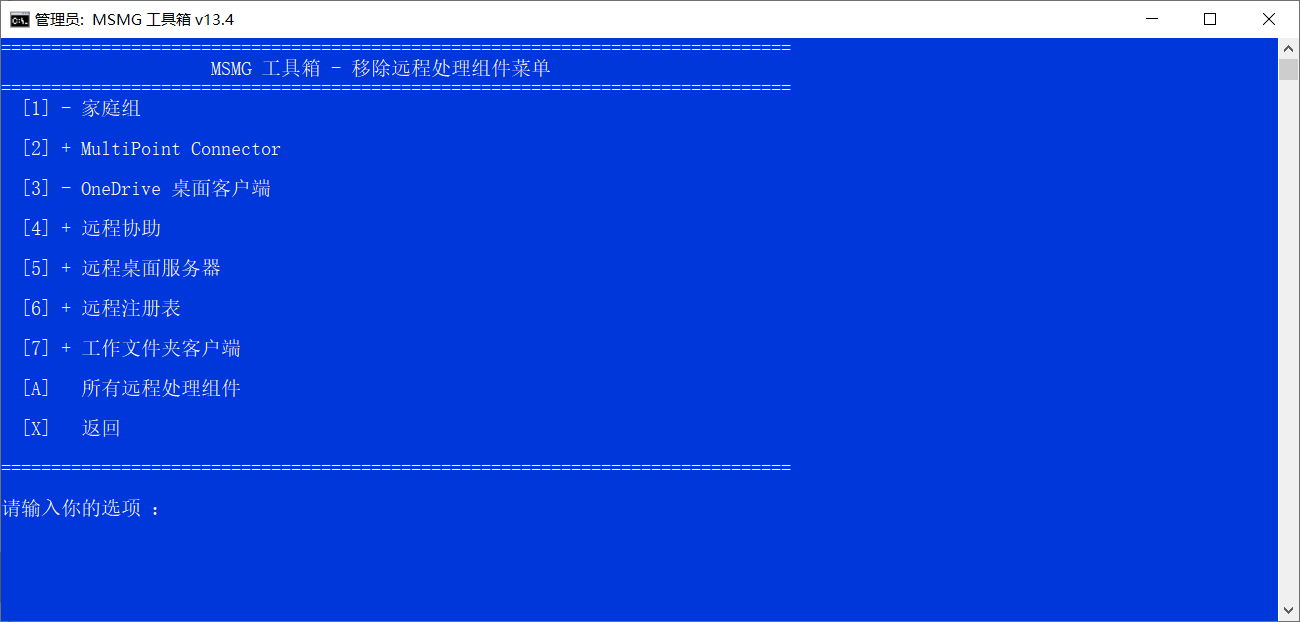 管理员: MSMG 工具箱 v13.4
===============================================================================
MSMG 工具箱 - 移除远程处理组件菜单
===============================================================================
[1] - 家庭组
[2] + MultiPoint Connector
[3] - OneDrive 桌面客户端
[4] + 远程协助
[5] + 远程桌面服务器
[6] + 远程注册表
[7] + 工作文件夹客户端
[A] 所有远程处理组件
[X] 返回
===============================================================================
请输入你的选项 :